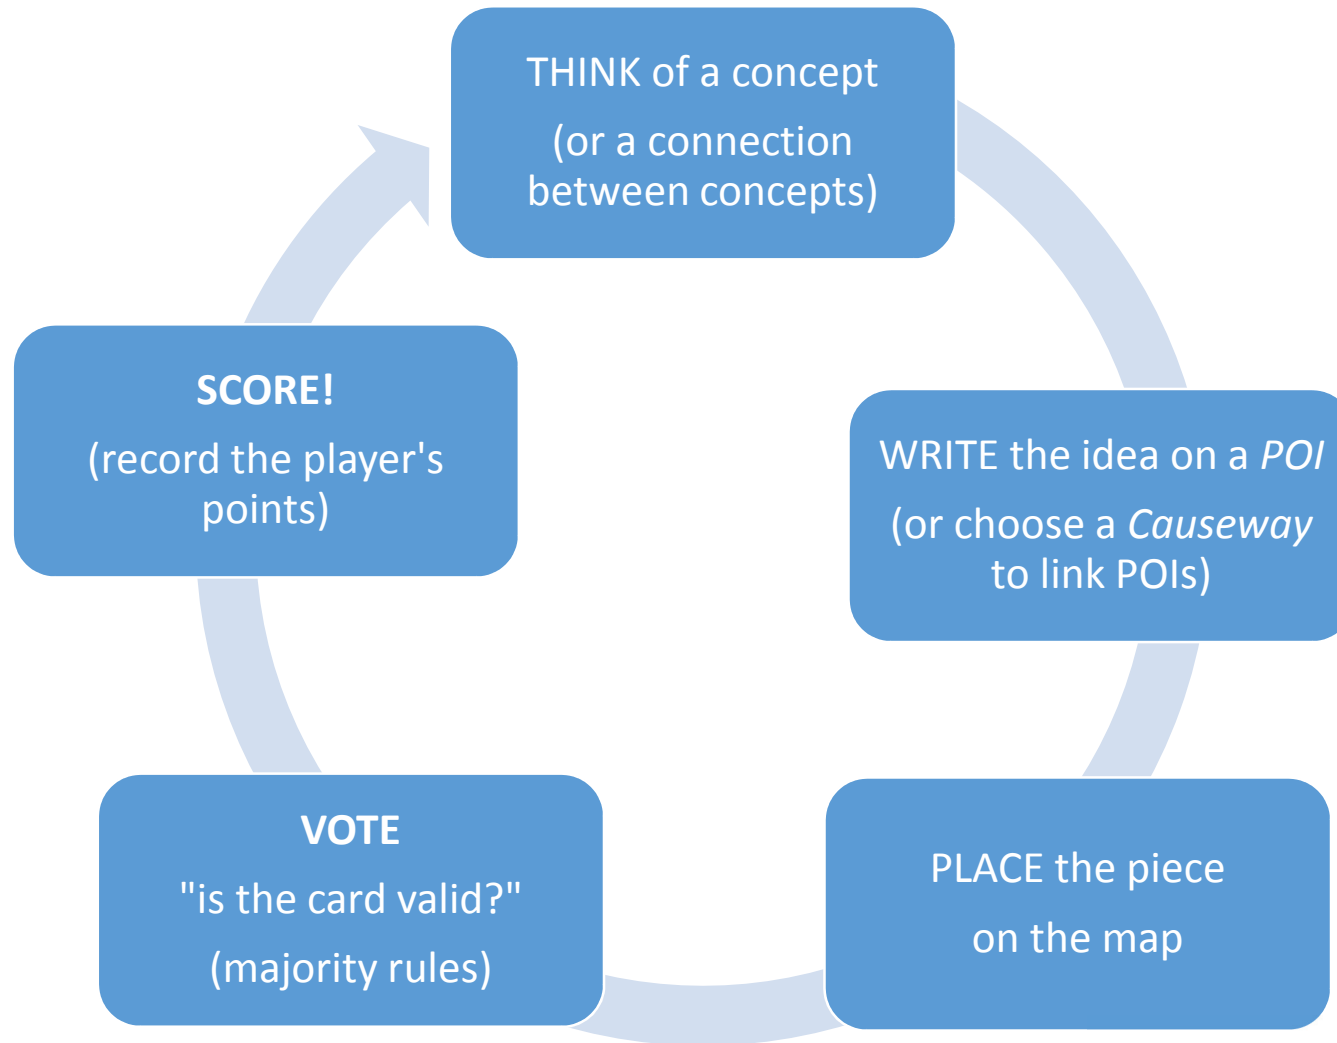 THINK of a concept
(or a connection
between concepts)
WRITE the idea on a POI
(or choose a Causeway
to link POIs)
PLACE the piece
on the map
VOTE
"is the card valid?"
(majority rules)
SCORE!
(record the player's
points)